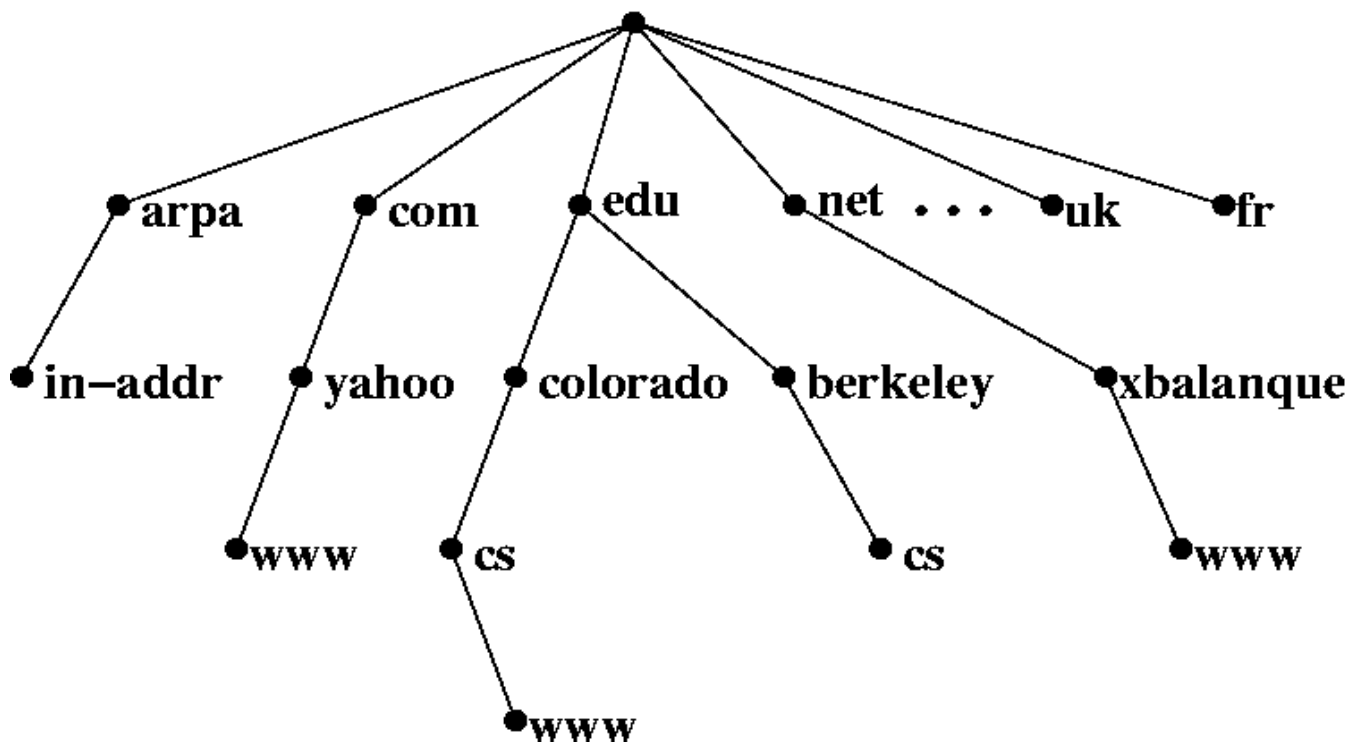 arpa com edu net . . . uk fr
in-addr yahoo colorado berkeley xbalanque
www cs cs www
www